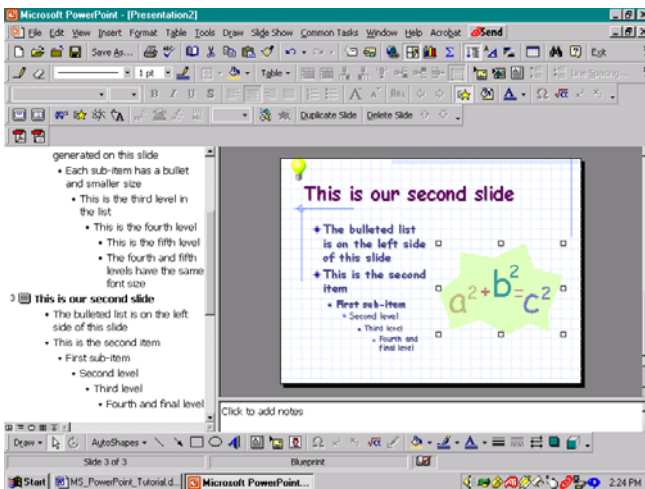 Microsoft PowerPoint - [Presentation2]
File Edit View Insert Format Table Tools Draw Slide Show Common Tasks Window Help Acrobat Send
Save As... Exit
1 pt Table Line Spacing...
B I U S
Duplicate Slide Delete Slide
generated on this slide
• Each sub-item has a bullet
and smaller size
• This is the third level in
the list
• This is the fourth level
• This is the fifth level
• The fourth and fifth
levels have the same
font size
3 This is our second slide
• The bulleted list is on the left
side of this slide
• This is the second item
• First sub-item
• Second level
• Third level
• Fourth and final level
This is our second slide
The bulleted list
is on the left side
of this slide
This is the second
item
• First sub-item
• Second level
• Third level
• Fourth and
final level
a²+b²=c²
Click to add notes
Draw AutoShapes
Slide 3 of 3 Blueprint
Start MS_PowerPoint_Tutorial.d... Microsoft PowerPoint... 2:24 PM